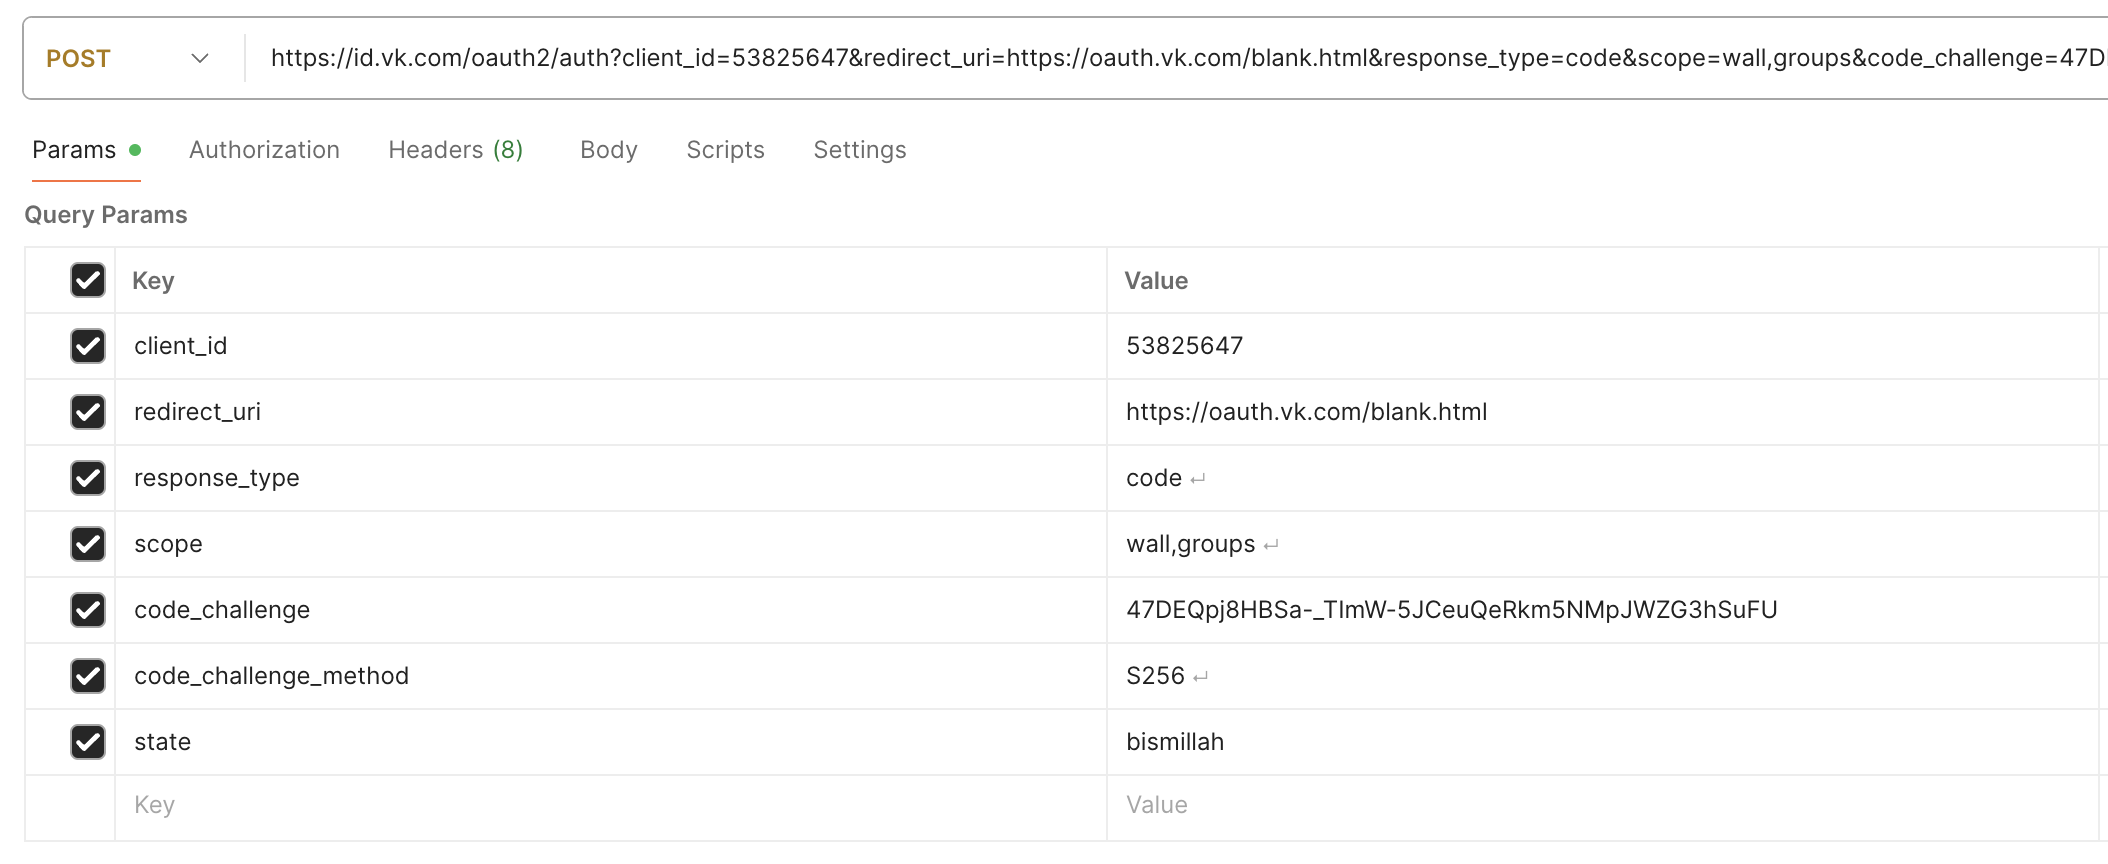 POST https://id.vk.com/oauth2/auth?client_id=53825647&redirect_uri=https://oauth.vk.com/blank.html&response_type=code&scope=wall,groups&code_challenge=47D
Params Authorization Headers (8) Body Scripts Settings
Query Params
Key Value
client_id 53825647
redirect_uri https://oauth.vk.com/blank.html
response_type code
scope wall,groups
code_challenge 47DEQpj8HBSa-_TImW-5JCeuQeRkm5NMpJWZG3hSuFU
code_challenge_method S256
state bismillah
Key Value